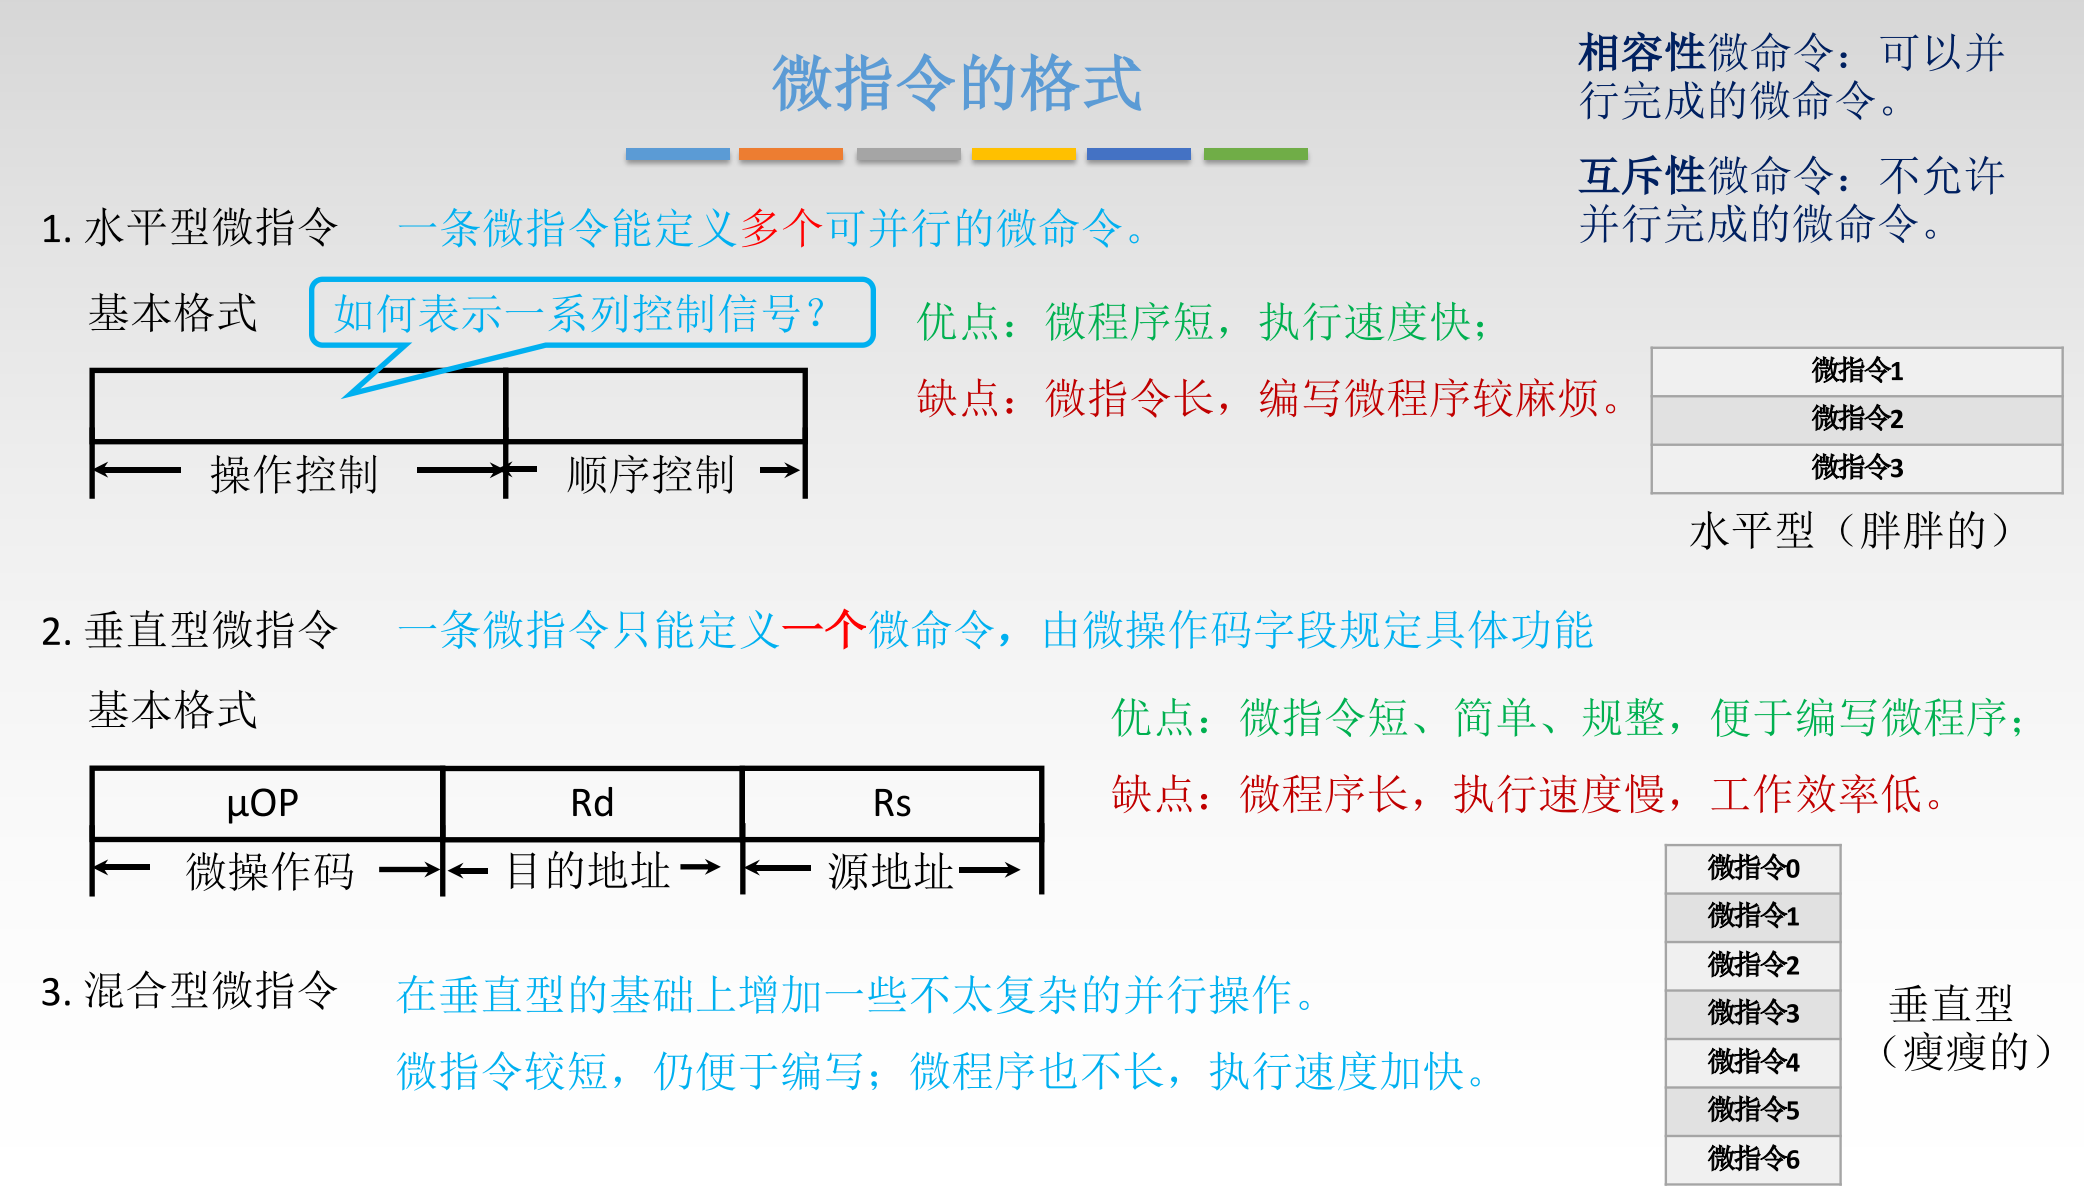 微指令的格式
相容性微命令：可以并
行完成的微命令。
互斥性微命令：不允许
并行完成的微命令。
1. 水平型微指令 一条微指令能定义多个可并行的微命令。
基本格式 如何表示一系列控制信号？
优点：微程序短，执行速度快；
缺点：微指令长，编写微程序较麻烦。
操作控制 顺序控制
微指令1
微指令2
微指令3
水平型（胖胖的）
2. 垂直型微指令 一条微指令只能定义一个微命令，由微操作码字段规定具体功能
基本格式
优点：微指令短、简单、规整，便于编写微程序；
缺点：微程序长，执行速度慢，工作效率低。
μOP Rd Rs
微操作码 目的地址 源地址
微指令0
微指令1
微指令2
微指令3
微指令4
微指令5
微指令6
垂直型
（瘦瘦的）
3. 混合型微指令 在垂直型的基础上增加一些不太复杂的并行操作。
微指令较短，仍便于编写；微程序也不长，执行速度加快。